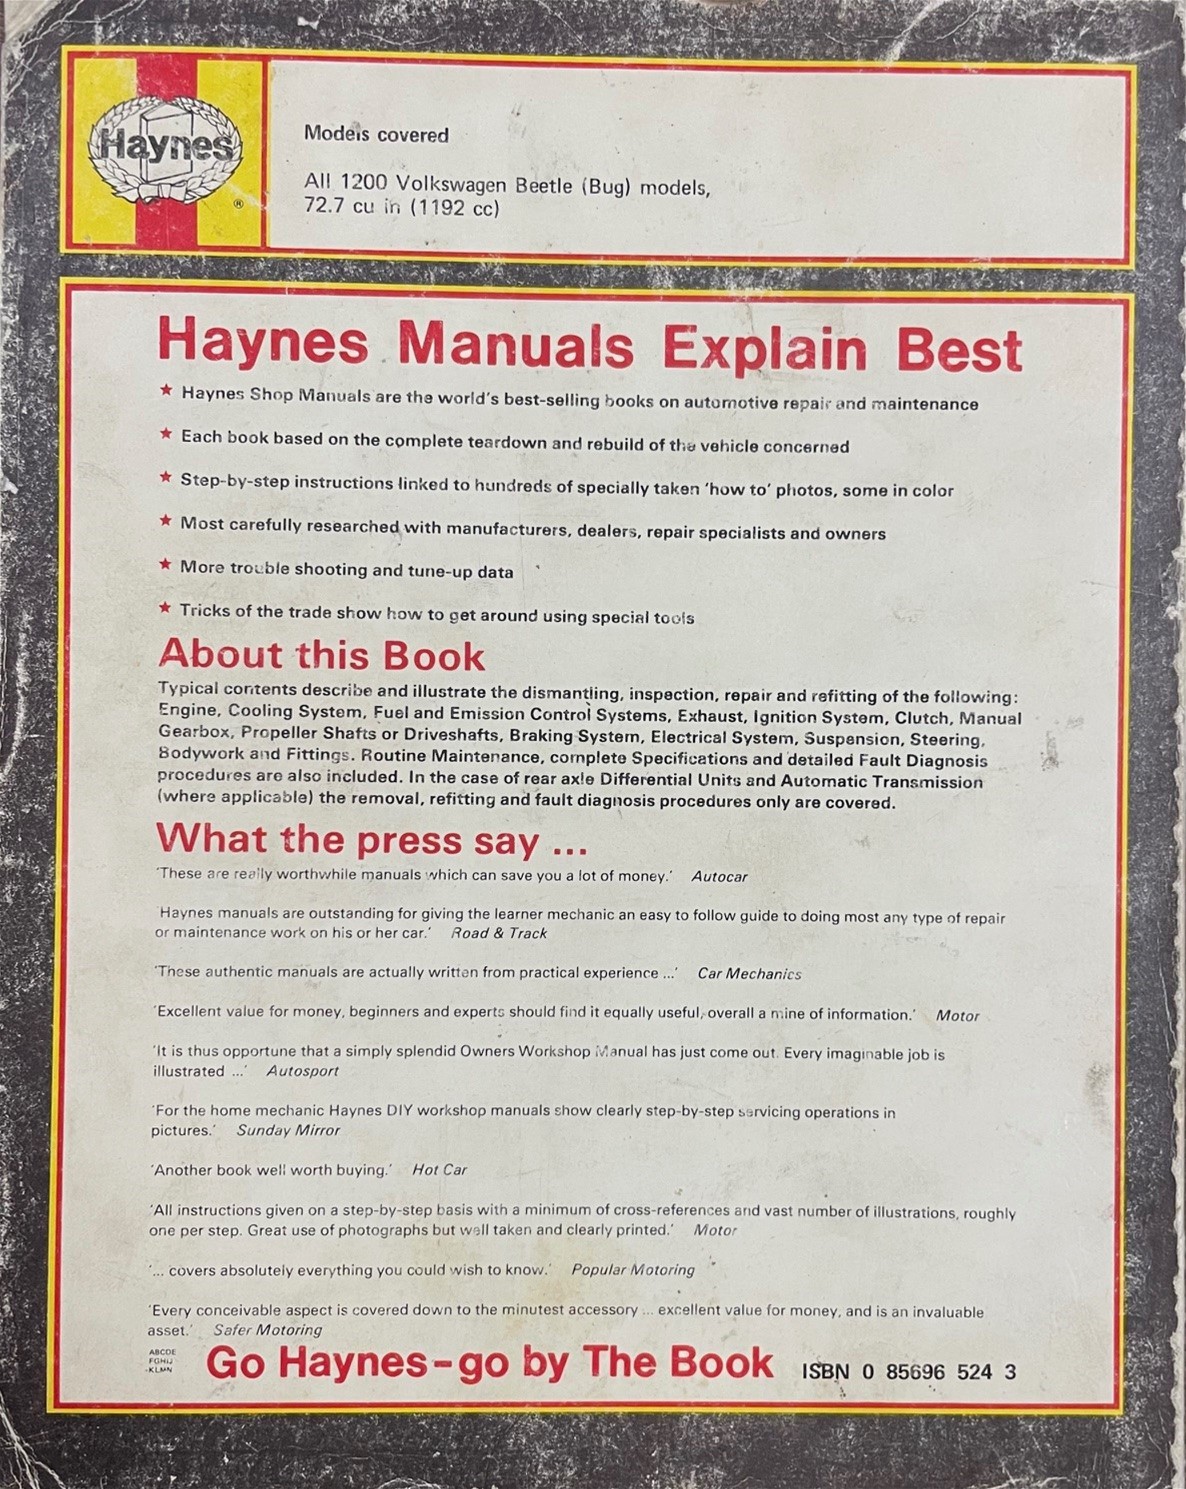 Haynes
®
Models covered
All 1200 Volkswagen Beetle (Bug) models,
72.7 cu in (1192 cc)
Haynes Manuals Explain Best
★ Haynes Shop Manuals are the world's best-selling books on automotive repair and maintenance
★ Each book based on the complete teardown and rebuild of the vehicle concerned
★ Step-by-step instructions linked to hundreds of specially taken 'how to' photos, some in color
★ Most carefully researched with manufacturers, dealers, repair specialists and owners
★ More trouble shooting and tune-up data
★ Tricks of the trade show how to get around using special tools
About this Book
Typical contents describe and illustrate the dismantling, inspection, repair and refitting of the following:
Engine, Cooling System, Fuel and Emission Control Systems, Exhaust, Ignition System, Clutch, Manual
Gearbox, Propeller Shafts or Driveshafts, Braking System, Electrical System, Suspension, Steering,
Bodywork and Fittings. Routine Maintenance, complete Specifications and detailed Fault Diagnosis
procedures are also included. In the case of rear axle Differential Units and Automatic Transmission
(where applicable) the removal, refitting and fault diagnosis procedures only are covered.
What the press say ...
'These are really worthwhile manuals which can save you a lot of money.' Autocar
'Haynes manuals are outstanding for giving the learner mechanic an easy to follow guide to doing most any type of repair
or maintenance work on his or her car.' Road & Track
'These authentic manuals are actually written from practical experience ...' Car Mechanics
'Excellent value for money, beginners and experts should find it equally useful, overall a mine of information.' Motor
'It is thus opportune that a simply splendid Owners Workshop Manual has just come out. Every imaginable job is
illustrated ...' Autosport
'For the home mechanic Haynes DIY workshop manuals show clearly step-by-step servicing operations in
pictures.' Sunday Mirror
'Another book well worth buying.' Hot Car
'All instructions given on a step-by-step basis with a minimum of cross-references and vast number of illustrations, roughly
one per step. Great use of photographs but well taken and clearly printed.' Motor
'... covers absolutely everything you could wish to know.' Popular Motoring
'Every conceivable aspect is covered down to the minutest accessory ... excellent value for money, and is an invaluable
asset.' Safer Motoring
ABCDE
FGHIJ
KLMN
Go Haynes-go by The Book ISBN 0 85696 524 3